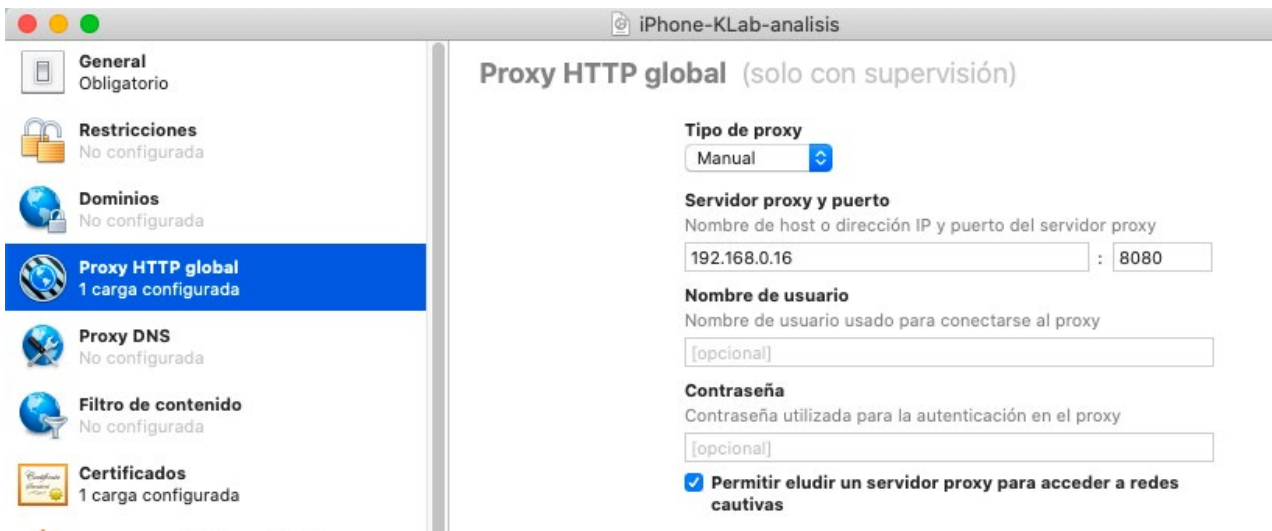 iPhone-KLab-analisis
General
Obligatorio
Restricciones
No configurada
Dominios
No configurada
Proxy HTTP global
1 carga configurada
Proxy DNS
No configurada
Filtro de contenido
No configurada
Certificados
1 carga configurada
Proxy HTTP global (solo con supervisión)
Tipo de proxy
Manual
Servidor proxy y puerto
Nombre de host o dirección IP y puerto del servidor proxy
192.168.0.16 : 8080
Nombre de usuario
Nombre de usuario usado para conectarse al proxy
[opcional]
Contraseña
Contraseña utilizada para la autenticación en el proxy
[opcional]
Permitir eludir un servidor proxy para acceder a redes
cautivas